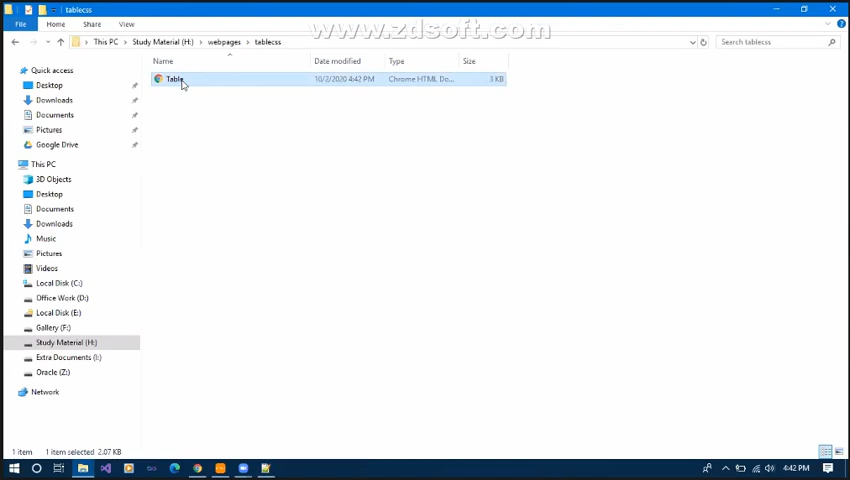 tablecss
File Home Share View
www.zdsoft.com
This PC Study Material (H:) webpages tablecss
Search tablecss
Name Date modified Type Size
Table 10/2/2020 4:42 PM Chrome HTML Do... 3 KB
Quick access
Desktop
Downloads
Documents
Pictures
Google Drive
This PC
3D Objects
Desktop
Documents
Downloads
Music
Pictures
Videos
Local Disk (C:)
Office Work (D:)
Local Disk (E:)
Gallery (F:)
Study Material (H:)
Extra Documents (I:)
Oracle (Z:)
Network
1 item 1 item selected 2.07 KB
4:42 PM